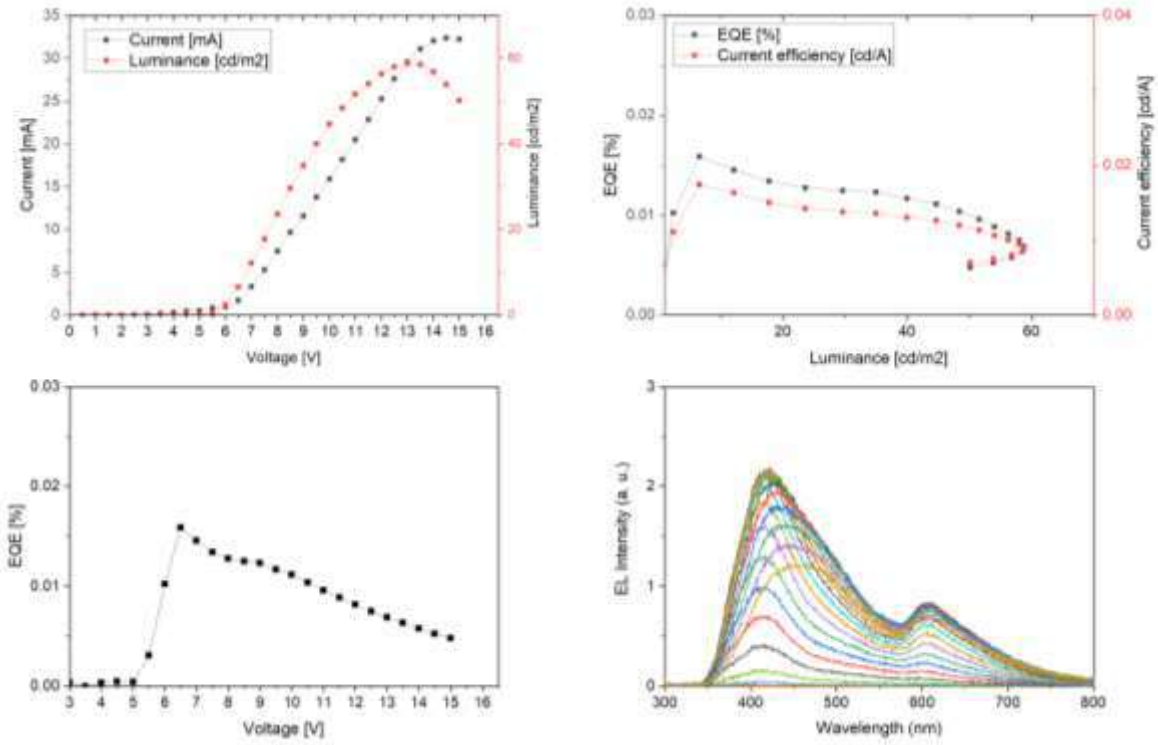 35
30
25
20
15
10
5
0
Current [mA]
Current [mA]
Luminance [cd/m2]
60
40
20
0
Luminance [cd/m2]
0 1 2 3 4 5 6 7 8 9 10 11 12 13 14 15 16
Voltage [V]
0.03
0.02
0.01
0.00
EQE [%]
EQE [%]
Current efficiency [cd/A]
0.04
0.02
0.00
Current efficiency [cd/A]
20 40 60
Luminance [cd/m2]
0.03
0.02
0.01
0.00
EQE [%]
3 4 5 6 7 8 9 10 11 12 13 14 15 16
Voltage [V]
3
2
1
0
EL Intensity (a. u.)
300 400 500 600 700 800
Wavelength (nm)